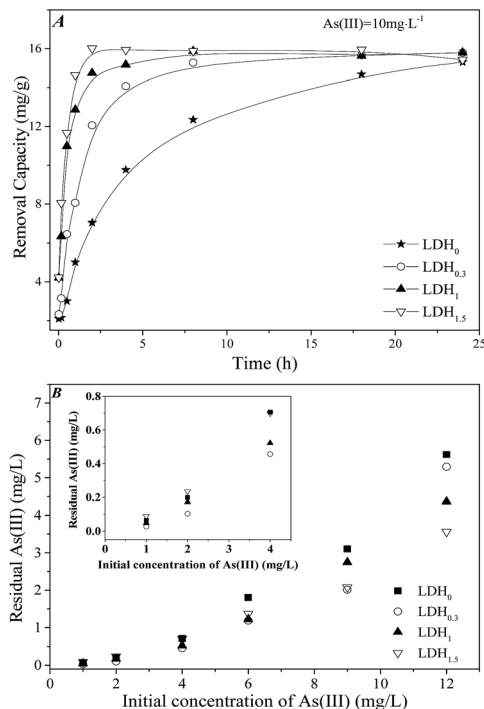 A
As(III)=10mg·L⁻¹
Removal Capacity (mg/g)
16
12
8
4
LDH₀
LDH₀.₃
LDH₁
LDH₁.₅
0 5 10 15 20 25
Time (h)
B
Residual As(III) (mg/L)
0.8
0.6
0.4
0.2
0.0
0 1 2 3 4
Initial concentration of As(III) (mg/L)
Residual As(III) (mg/L)
8
7
6
5
4
3
2
1
0
LDH₀
LDH₀.₃
LDH₁
LDH₁.₅
0 2 4 6 8 10 12
Initial concentration of As(III) (mg/L)